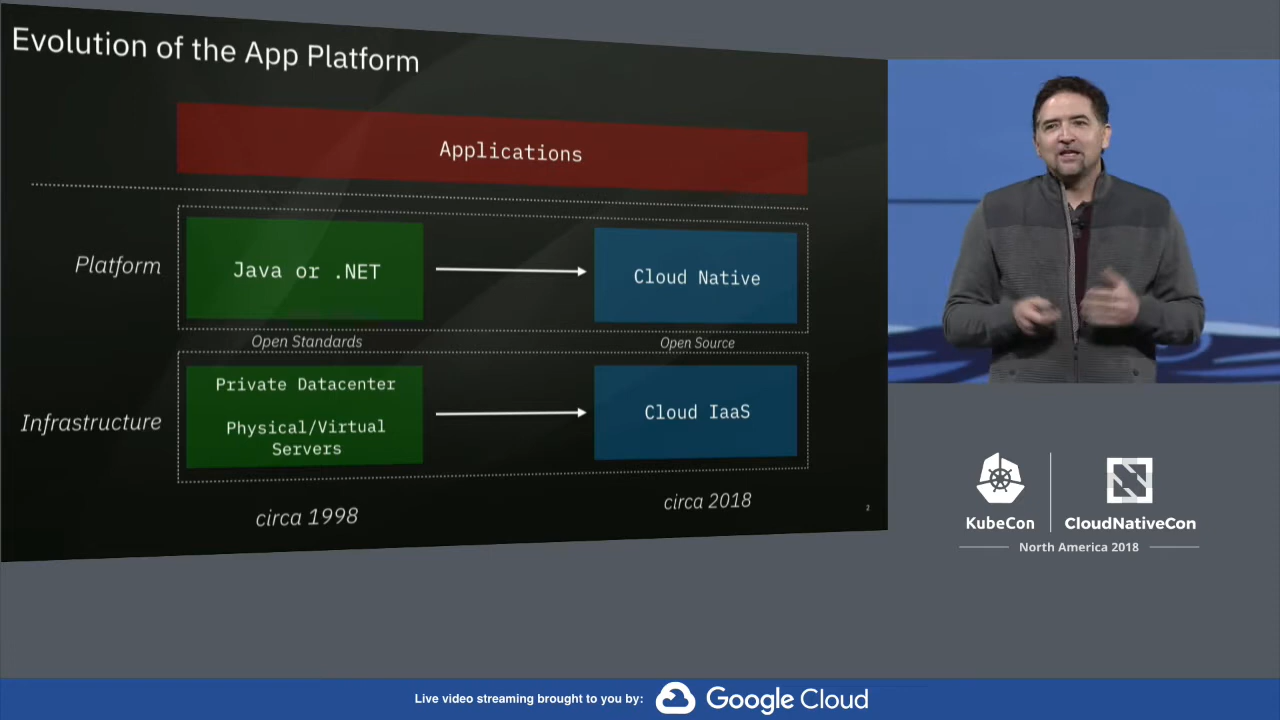 Evolution of the App Platform
Applications
Platform
Java or .NET
Cloud Native
Open Standards
Open Source
Infrastructure
Private Datacenter
Physical/Virtual
Servers
Cloud IaaS
circa 1998
circa 2018
2
KubeCon
CloudNativeCon
North America 2018
Live video streaming brought to you by:
Google Cloud